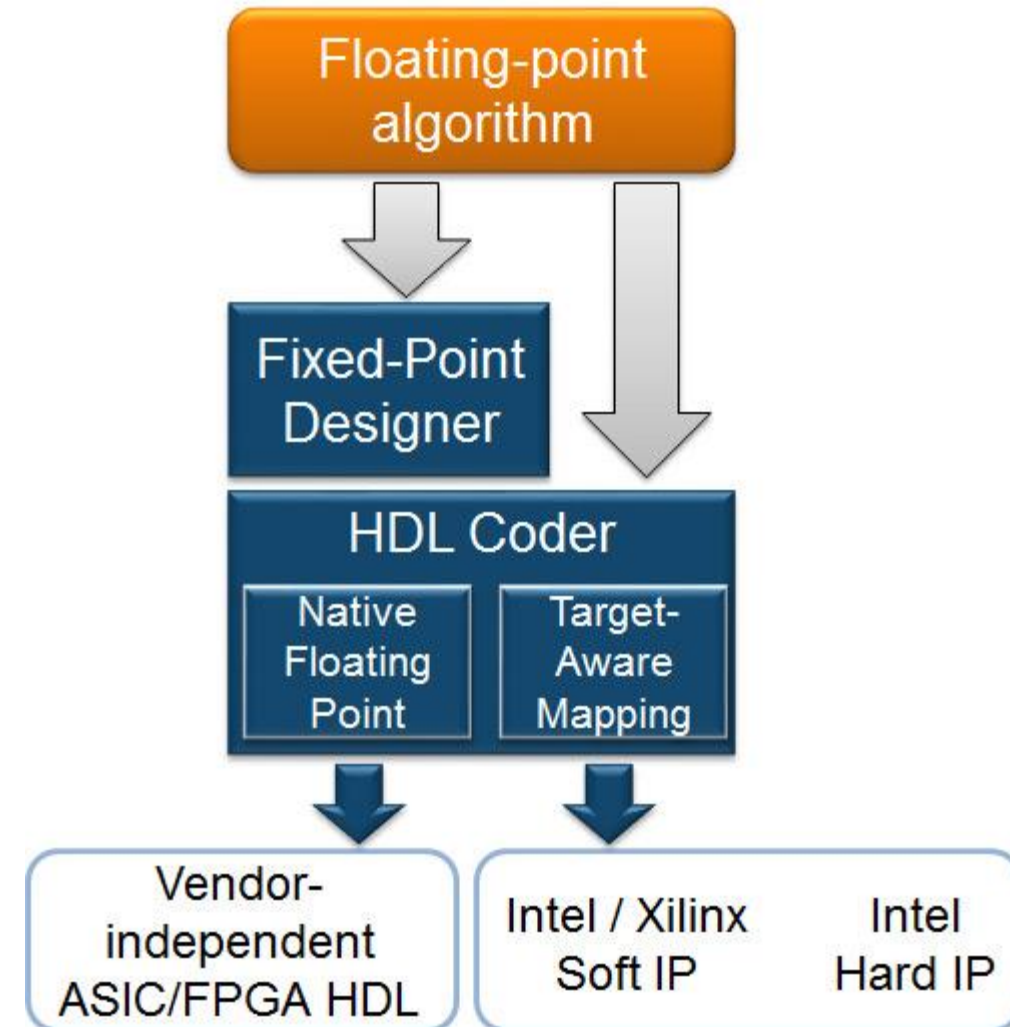 Floating-point
algorithm
Fixed-Point
Designer
HDL Coder
Native
Floating
Point
Target-
Aware
Mapping
Vendor-
independent
ASIC/FPGA HDL
Intel / Xilinx
Soft IP
Intel
Hard IP